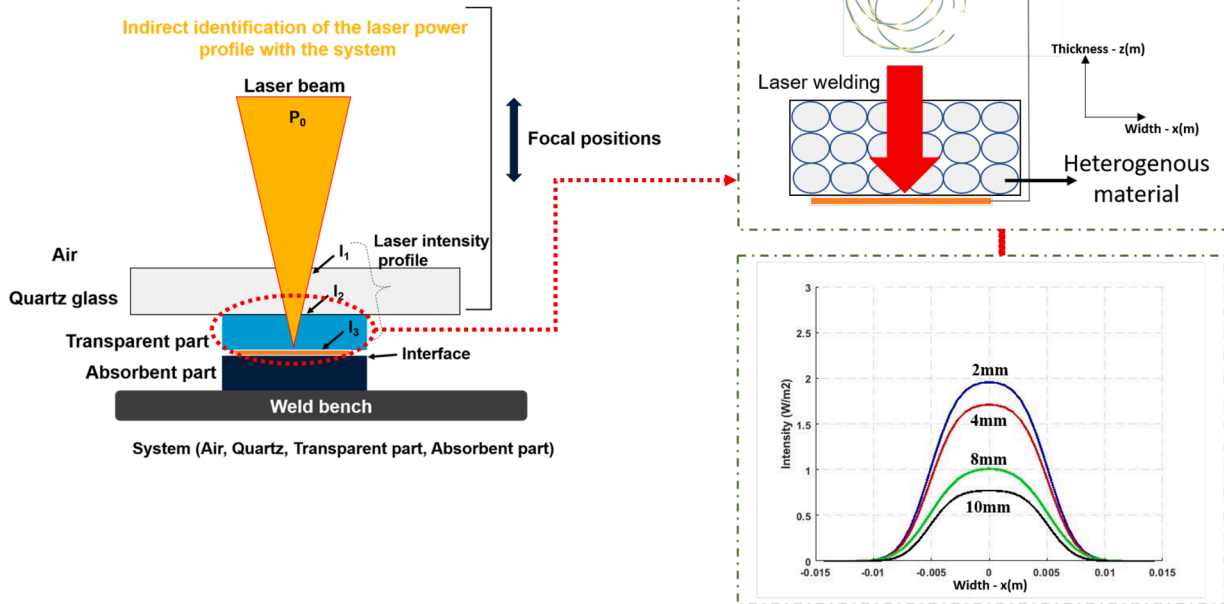 Indirect identification of the laser power
profile with the system
Laser beam
P0
Focal positions
Air
I1
Laser intensity
profile
Quartz glass
I2
Transparent part
I3
Interface
Absorbent part
Weld bench
System (Air, Quartz, Transparent part, Absorbent part)
Thickness - z(m)
Laser welding
Width - x(m)
Heterogenous
material
3
2.5
2
1.5
1
0.5
0
Intensity (W/m2)
2mm
4mm
8mm
10mm
-0.015
-0.01
-0.005
0
0.005
0.01
0.015
Width - x(m)